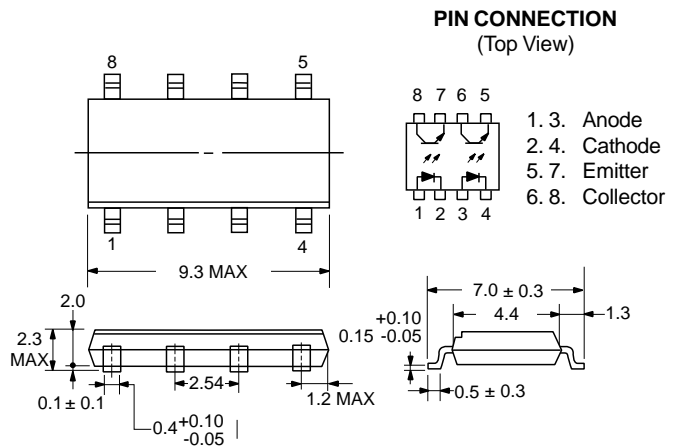 PIN CONNECTION
(Top View)
8 5
1 4
9.3 MAX
8 7 6 5
1 2 3 4
1. 3. Anode
2. 4. Cathode
5. 7. Emitter
6. 8. Collector
2.0
2.3
MAX
2.54
0.1 ± 0.1
1.2 MAX
0.4 +0.10
-0.05
7.0 ± 0.3
4.4
1.3
+0.10
0.15 -0.05
0.5 ± 0.3